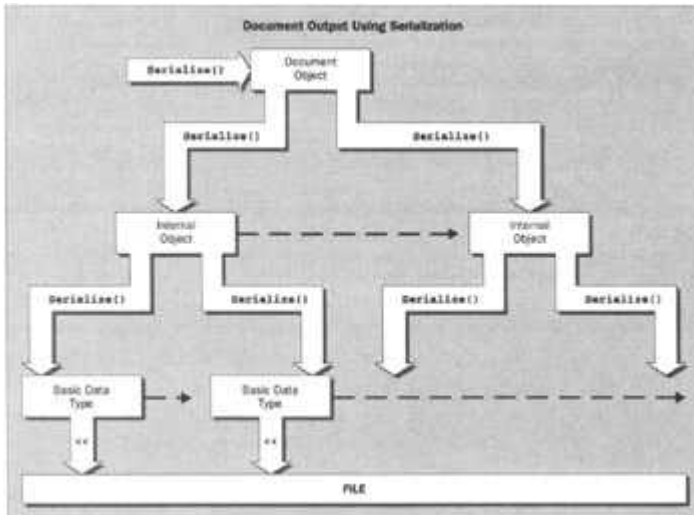 Document Output Using Serialization
Serialize()
Document
Object
Serialize()
Serialize()
Internal
Object
Internal
Object
Serialize()
Serialize()
Serialize()
Serialize()
Basic Data
Type
Basic Data
Type
<<
<<
FILE